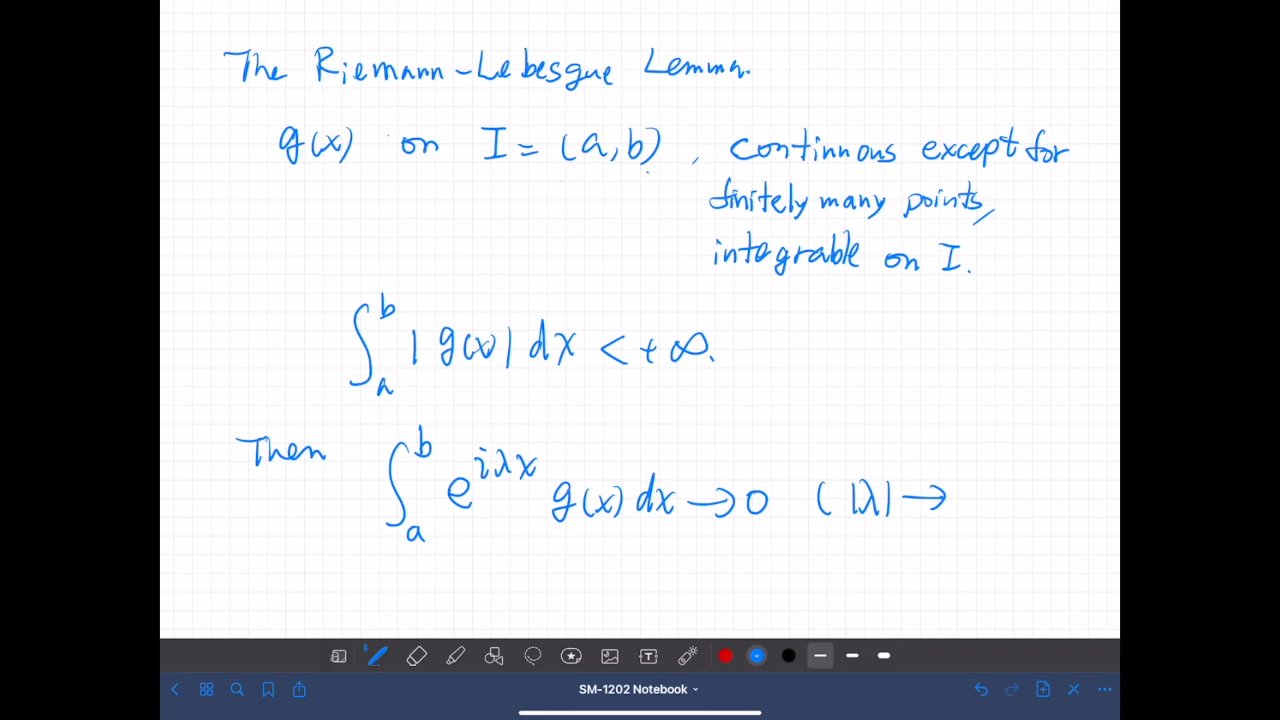 The Riemann-Lebesgue Lemma.
g(x) on I = (a, b), continuous except for
finitely many points,
integrable on I.
∫_a^b |g(x)| dx < +∞.
Then ∫_a^b e^{iλx} g(x) dx → 0 (|λ| →
SM-1202 Notebook